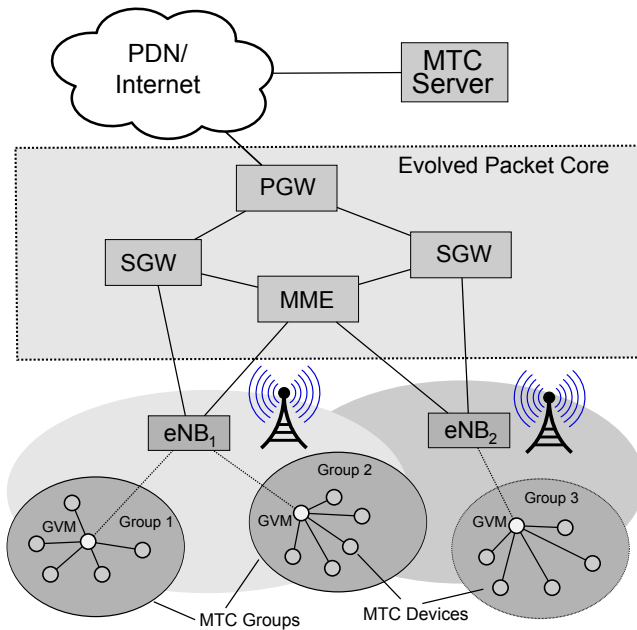 PDN/
Internet
MTC
Server
Evolved Packet Core
PGW
SGW
SGW
MME
eNB1
eNB2
Group 2
Group 3
GVM
Group 1
GVM
GVM
MTC Groups
MTC Devices